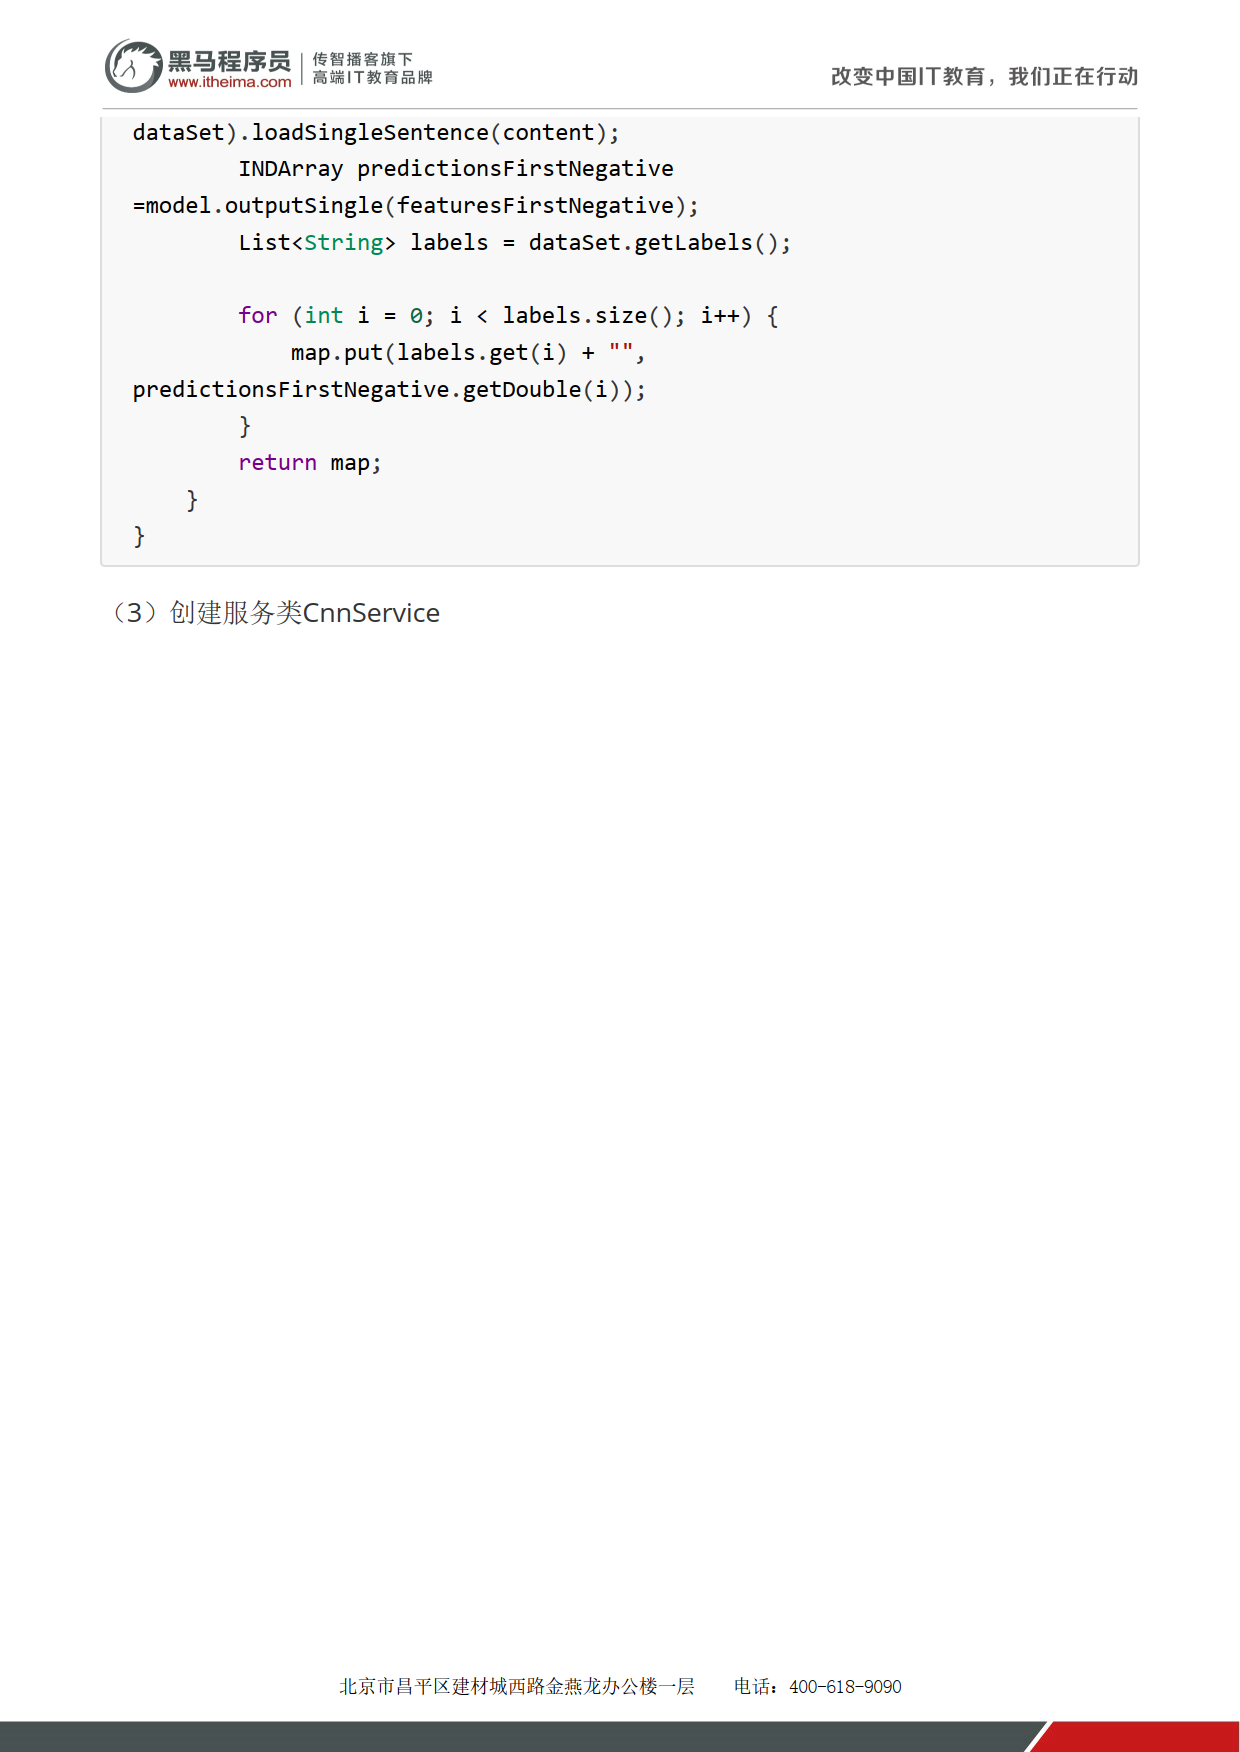 黑马程序员
www.itheima.com
传智播客旗下
高端IT教育品牌
改变中国IT教育，我们正在行动
dataSet).loadSingleSentence(content);
        INDArray predictionsFirstNegative
=model.outputSingle(featuresFirstNegative);
        List<String> labels = dataSet.getLabels();

        for (int i = 0; i < labels.size(); i++) {
            map.put(labels.get(i) + "",
predictionsFirstNegative.getDouble(i));
        }
        return map;
    }
}
（3）创建服务类CnnService
北京市昌平区建材城西路金燕龙办公楼一层 电话：400-618-9090